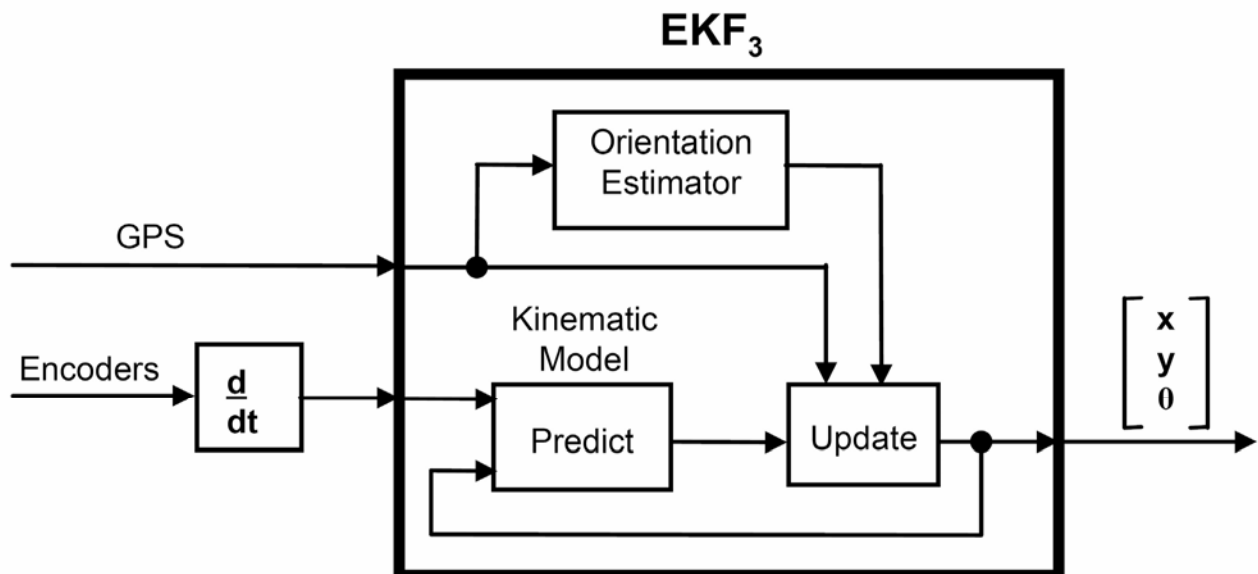 EKF₃
Orientation
Estimator
GPS
Kinematic
Model
Encoders
d
dt
Predict
Update
x
y
θ